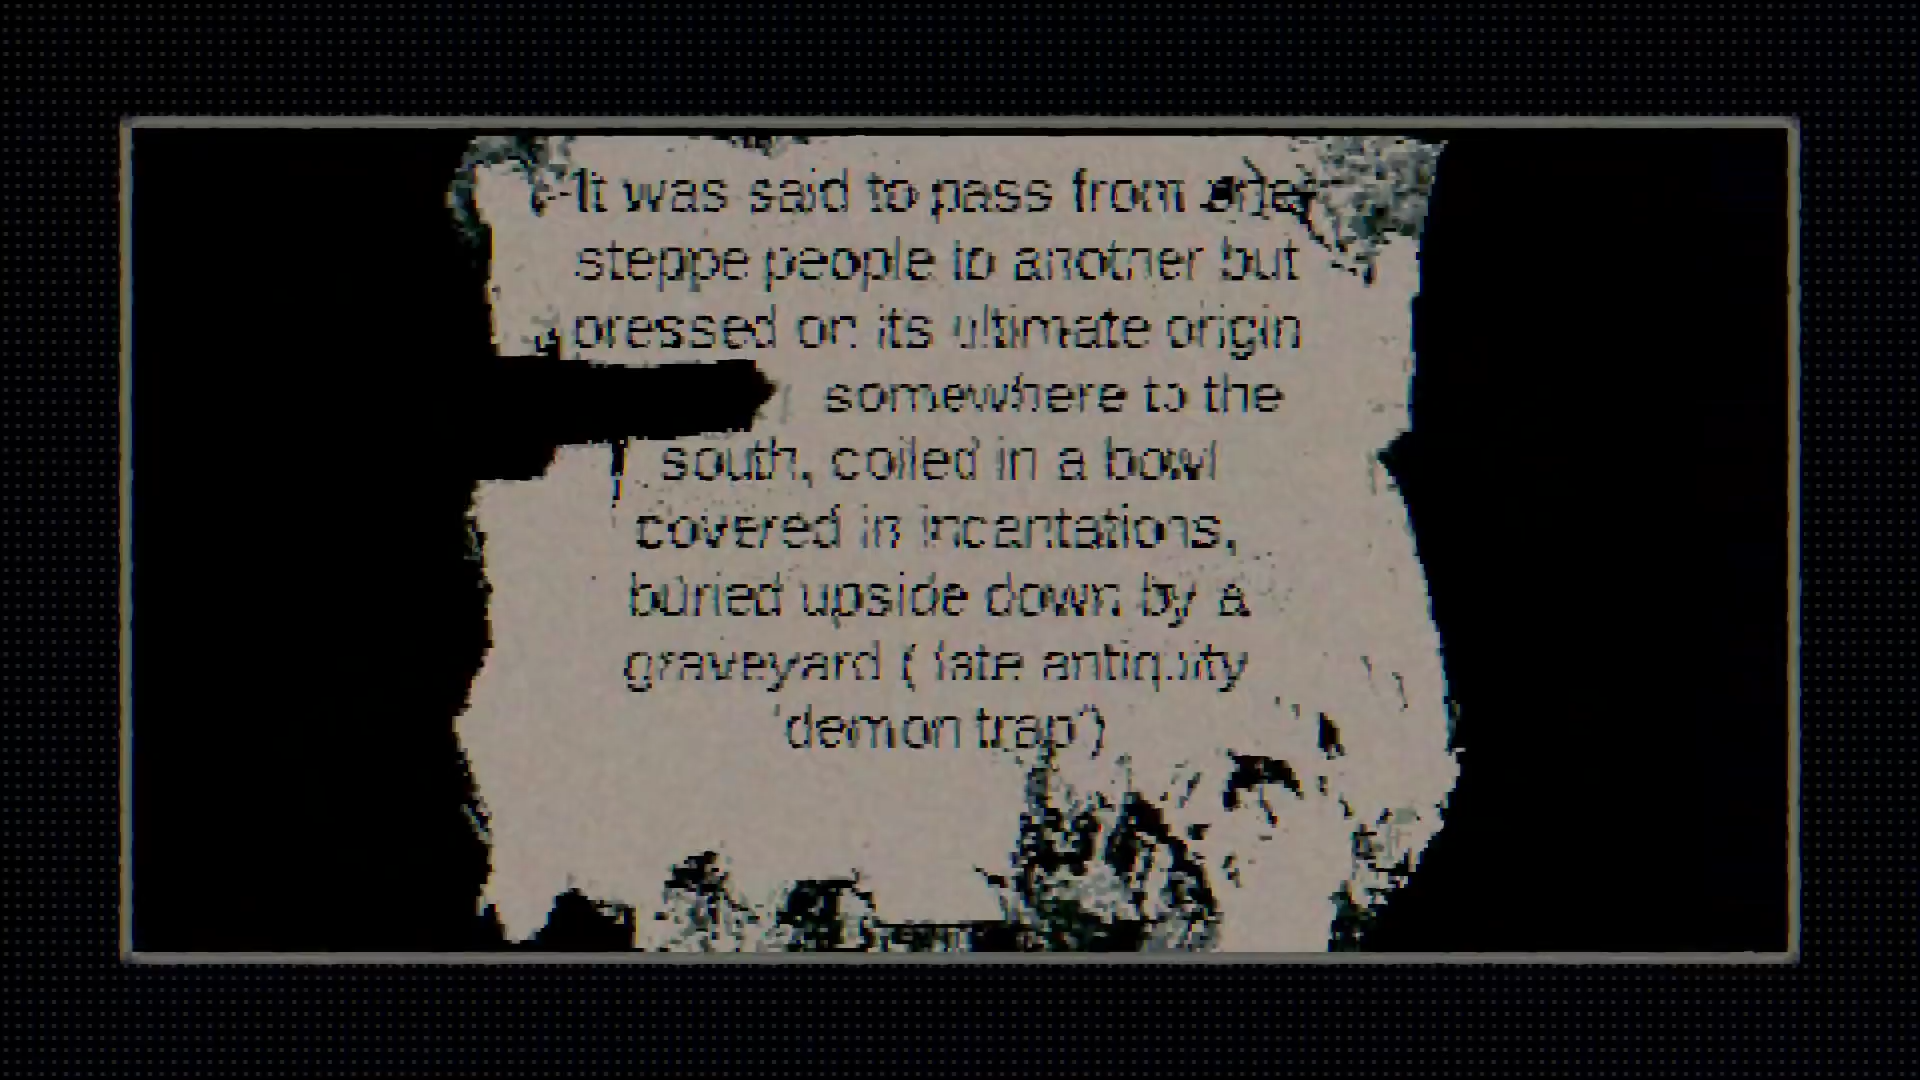 It was said to pass from one
steppe people to another but
pressed on its ultimate origin
somewhere to the
south, coiled in a bowl
covered in incantations,
buried upside down by a
graveyard ( late antiquity
'demon trap')